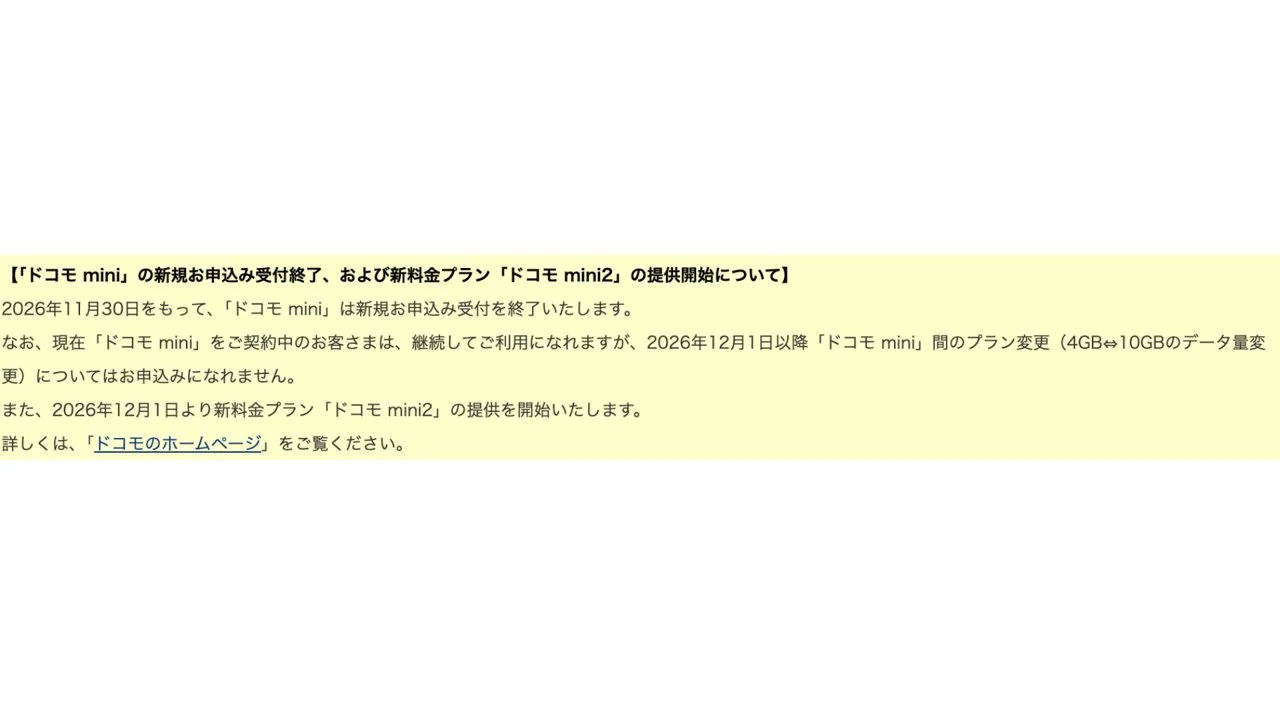 【「ドコモ mini」の新規お申込み受付終了、および新料金プラン「ドコモ mini2」の提供開始について】
2026年11月30日をもって、「ドコモ mini」は新規お申込み受付を終了いたします。
なお、現在「ドコモ mini」をご契約中のお客さまは、継続してご利用になれますが、2026年12月1日以降「ドコモ mini」間のプラン変更（4GB⇔10GBのデータ量変
更）についてはお申込みになれません。
また、2026年12月1日より新料金プラン「ドコモ mini2」の提供を開始いたします。
詳しくは、「ドコモのホームページ」をご覧ください。